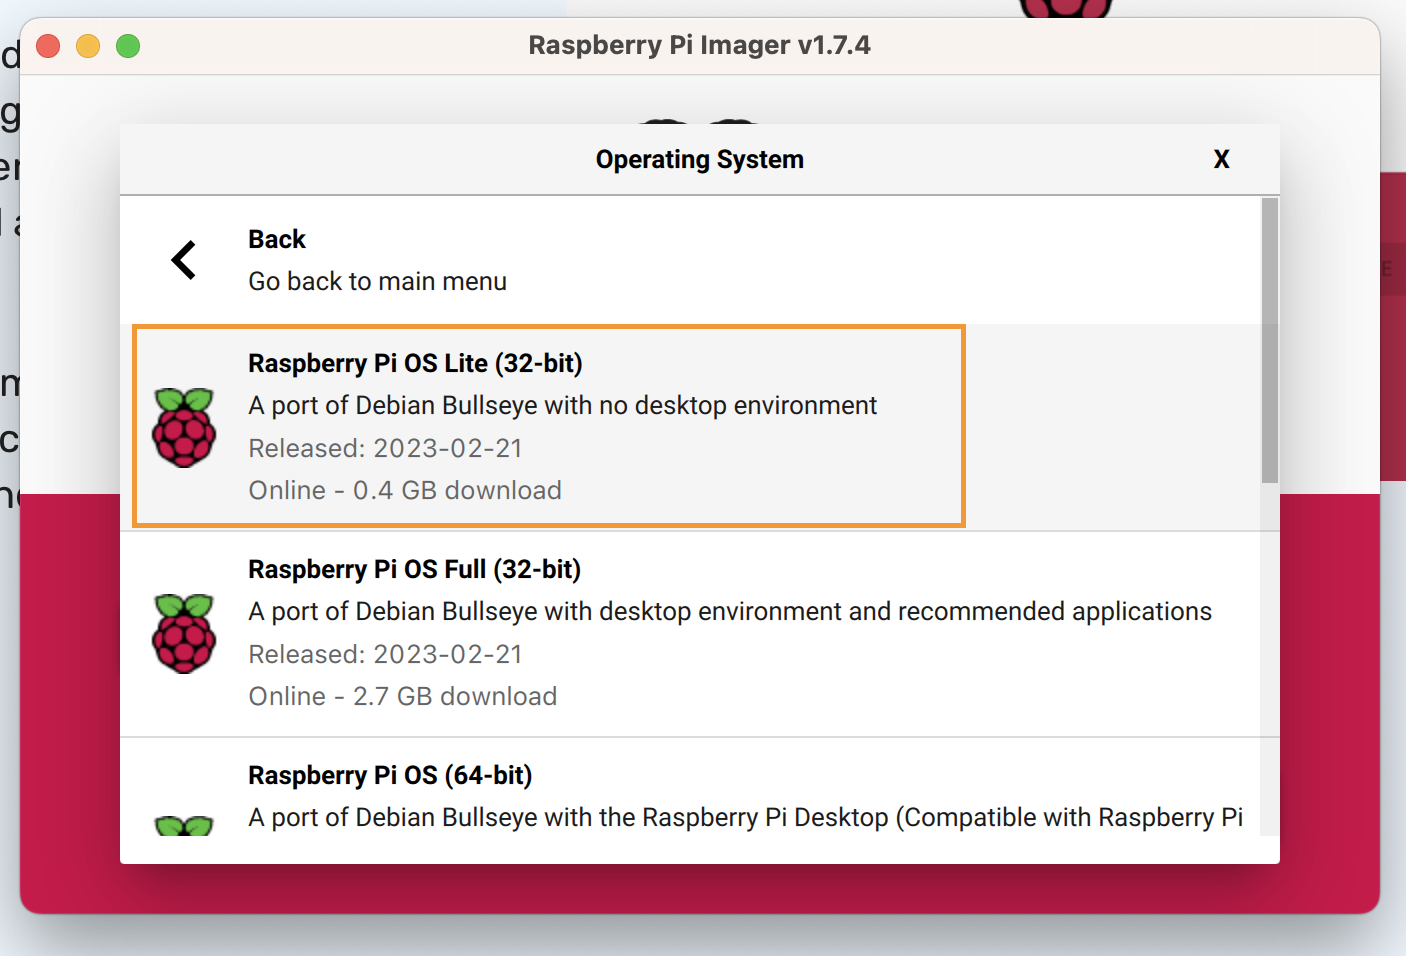 Raspberry Pi Imager v1.7.4
Operating System
X
Back
Go back to main menu
Raspberry Pi OS Lite (32-bit)
A port of Debian Bullseye with no desktop environment
Released: 2023-02-21
Online - 0.4 GB download
Raspberry Pi OS Full (32-bit)
A port of Debian Bullseye with desktop environment and recommended applications
Released: 2023-02-21
Online - 2.7 GB download
Raspberry Pi OS (64-bit)
A port of Debian Bullseye with the Raspberry Pi Desktop (Compatible with Raspberry Pi